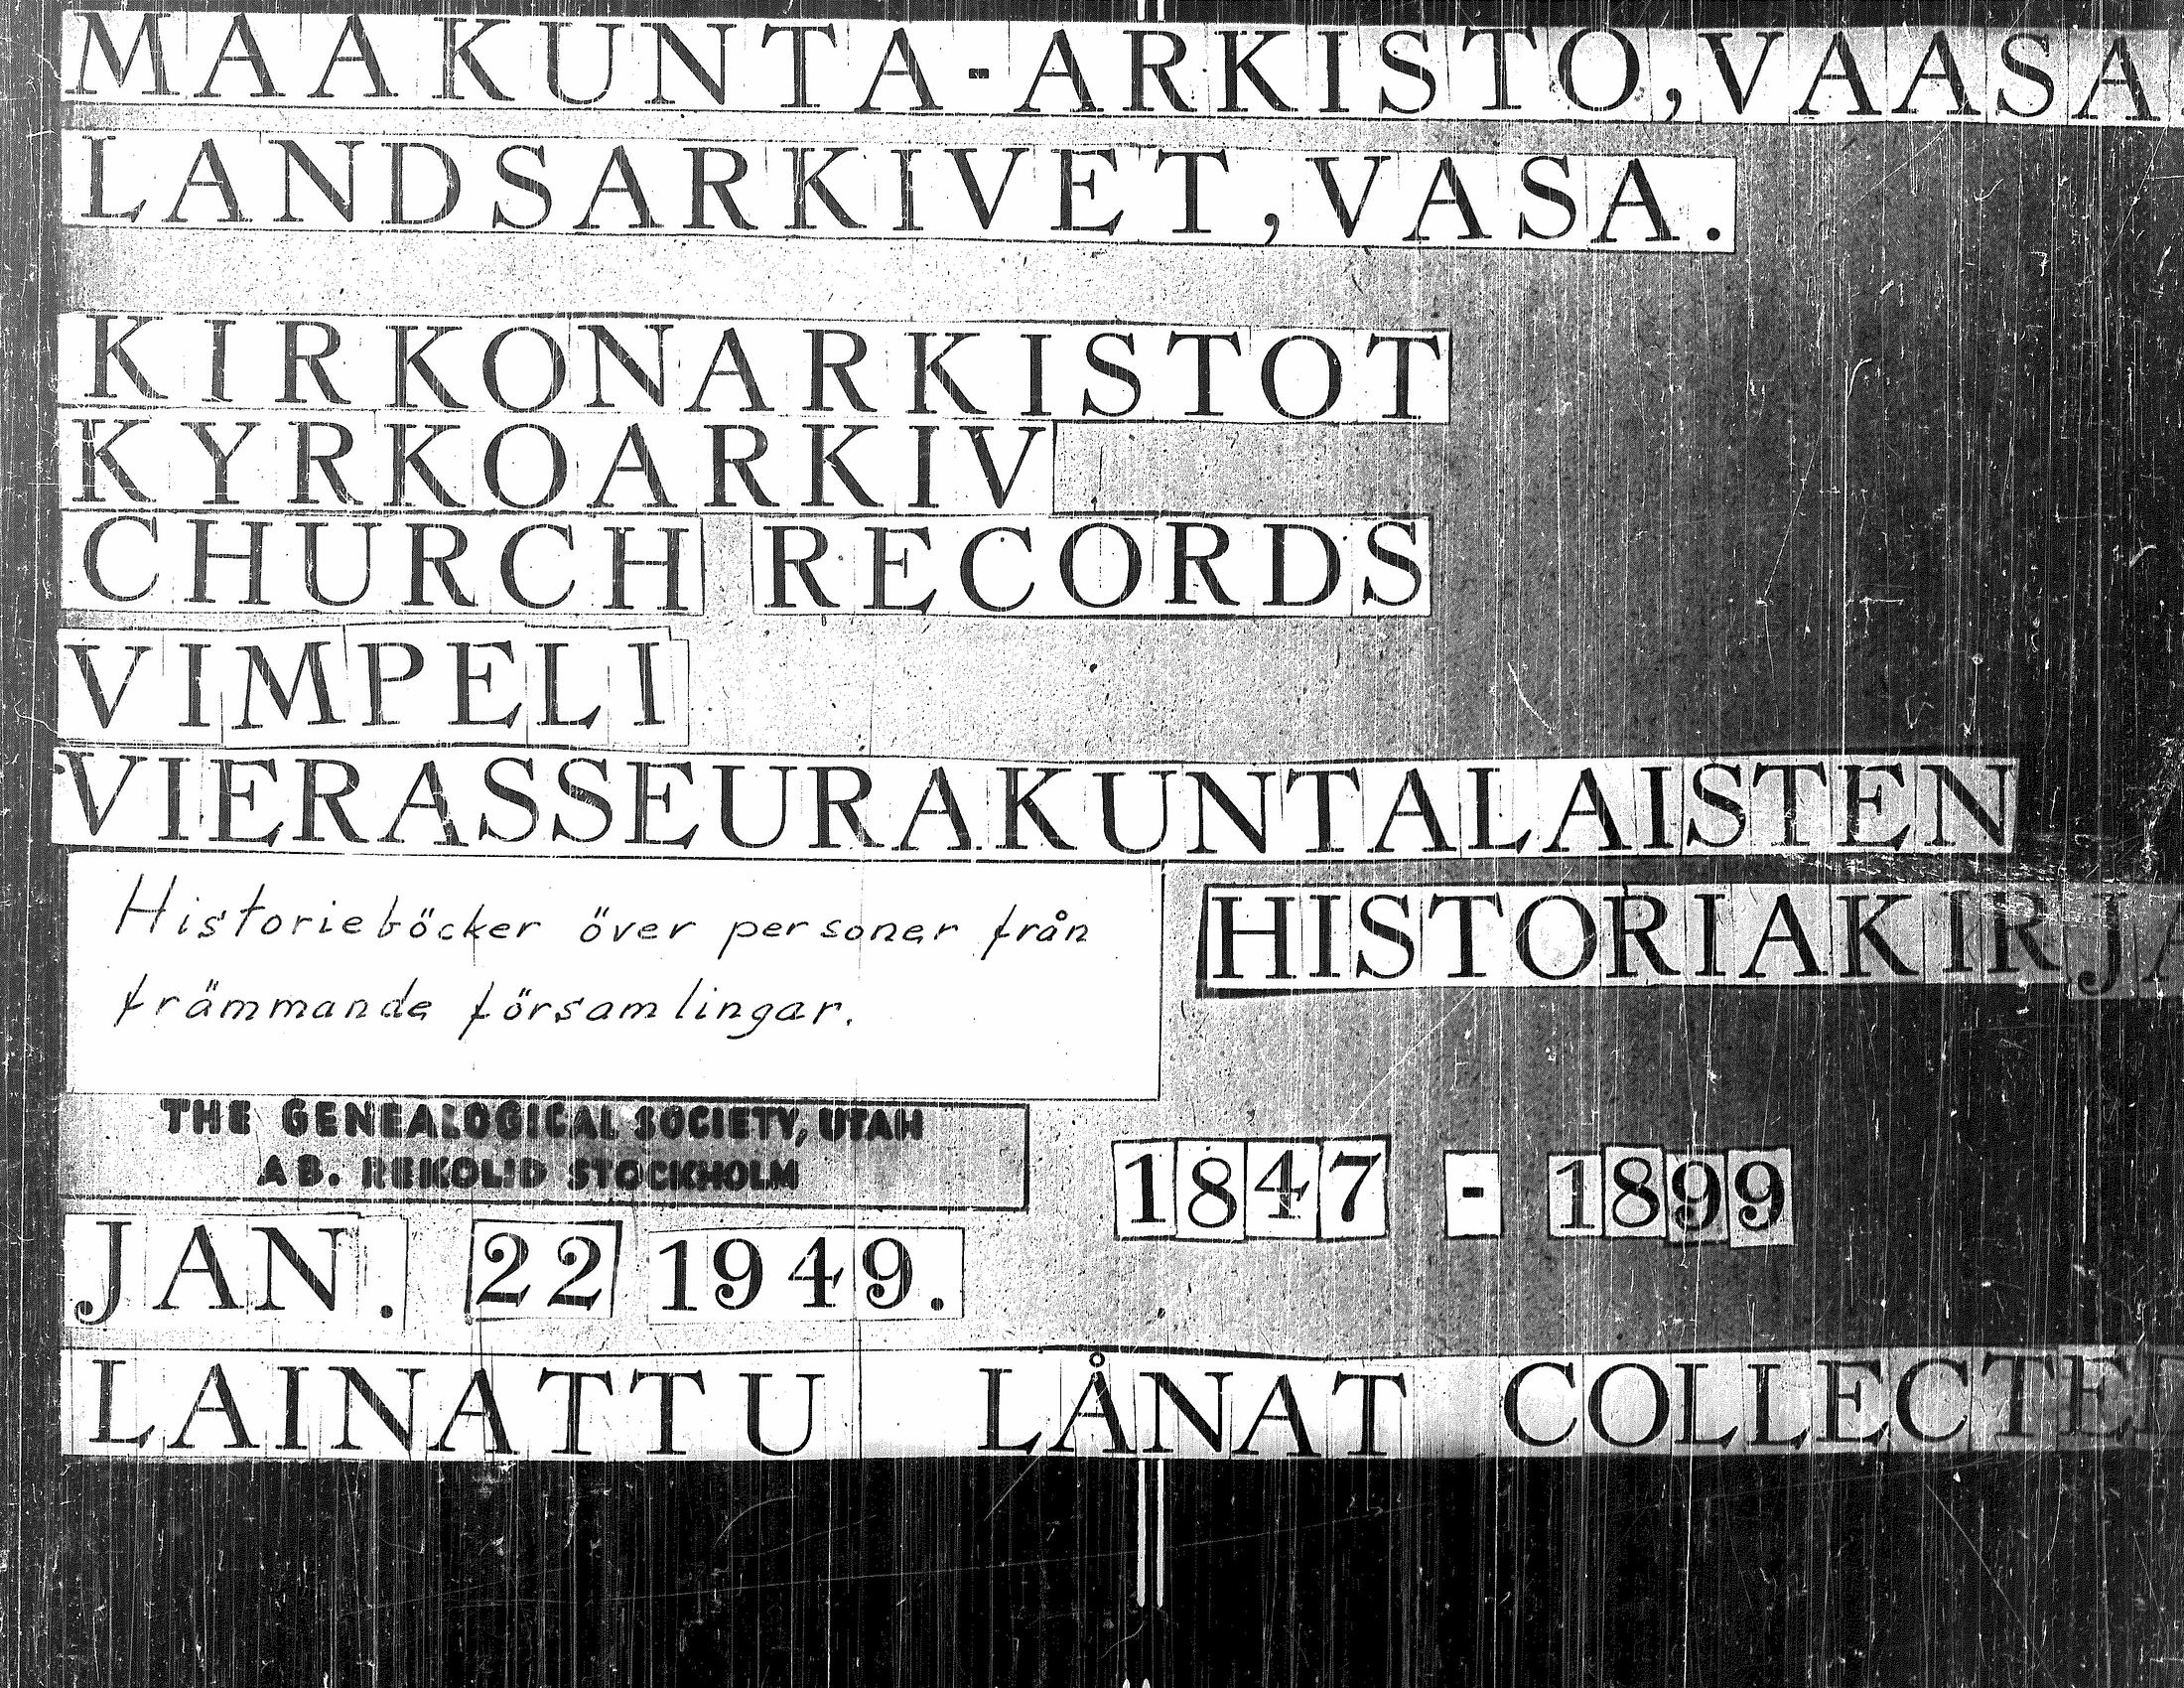 MAAKUNTA-ARKISTO, VAASA
LANDSARKIVET, VASA.
KIRKONARKISTOT
KYRKOARKIV
CHURCH RECORDS
VIMPELI
VIERASSEURAKUNTALAISTEN
HISTORIAKIRJA
Historieböcker över personer från
främmande församlingar.
THE GENEALOGICAL SOCIETY, UTAH
AB. REKOLID STOCKHOLM
1847 - 1899
JAN. 22 1949.
LAINATTU LÅNAT COLLECTE